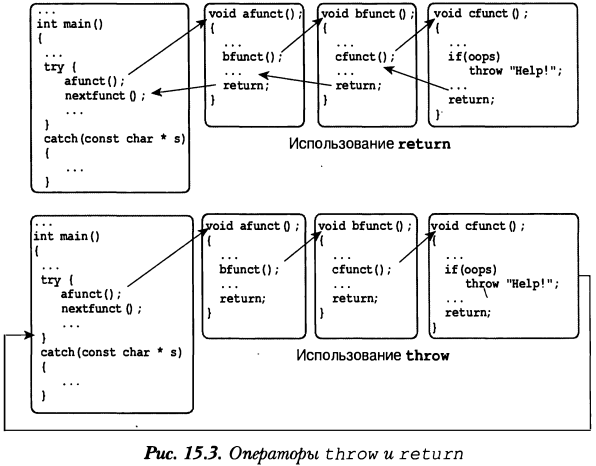 ...
int main()
{
...
try {
afunct();
nextfunct();
...
}
catch(const char * s)
{
...
}
void afunct();
{
...
bfunct();
...
return;
}
void bfunct();
{
...
cfunct();
...
return;
}
void cfunct();
{
...
if(oops)
throw "Help!";
...
return;
}
Использование return
...
int main()
{
...
try {
afunct();
nextfunct();
...
}
catch(const char * s)
{
...
}
void afunct();
{
...
bfunct();
...
return;
}
void bfunct();
{
...
cfunct();
...
return;
}
void cfunct();
{
...
if(oops)
throw "Help!";
...
return;
}
Использование throw
Рис. 15.3. Операторы throw и return